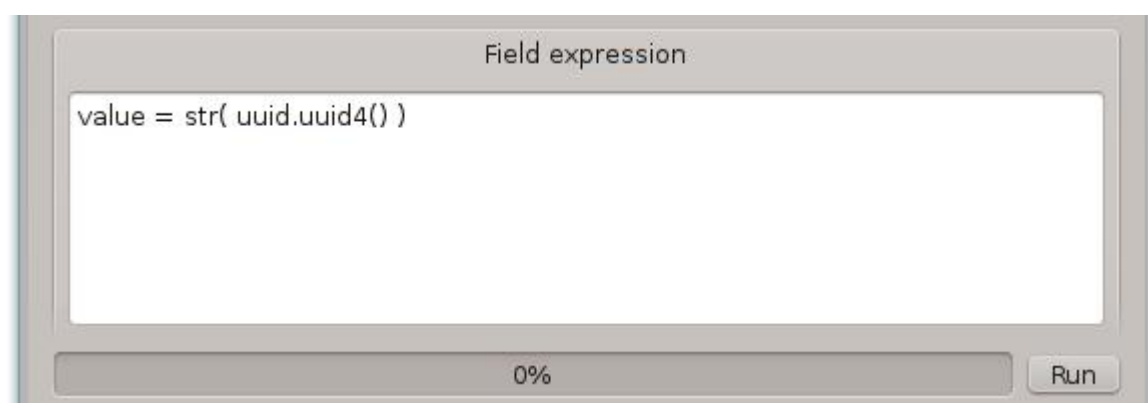 Field expression
value = str( uuid.uuid4() )
0%
Run